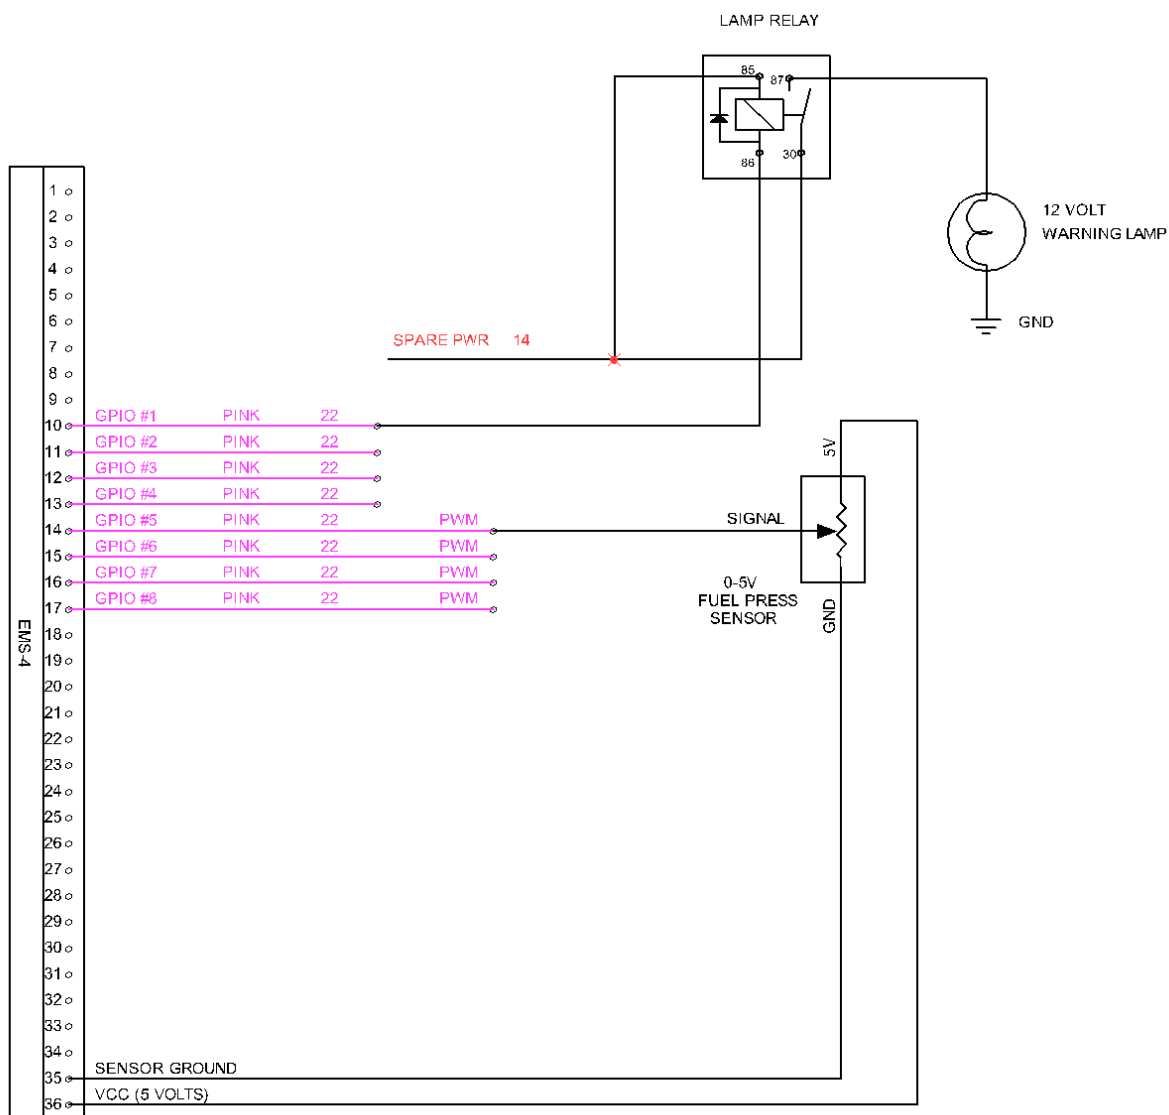 LAMP RELAY
85
87
86
30
12 VOLT
WARNING LAMP
GND
SPARE PWR 14
EMS-4
1
2
3
4
5
6
7
8
9
10 GPIO #1 PINK 22
11 GPIO #2 PINK 22
12 GPIO #3 PINK 22
13 GPIO #4 PINK 22
14 GPIO #5 PINK 22 PWM
15 GPIO #6 PINK 22 PWM
16 GPIO #7 PINK 22 PWM
17 GPIO #8 PINK 22 PWM
5V
SIGNAL
0-5V
FUEL PRESS
SENSOR
GND
18
19
20
21
22
23
24
25
26
27
28
29
30
31
32
33
34
35 SENSOR GROUND
36 VCC (5 VOLTS)